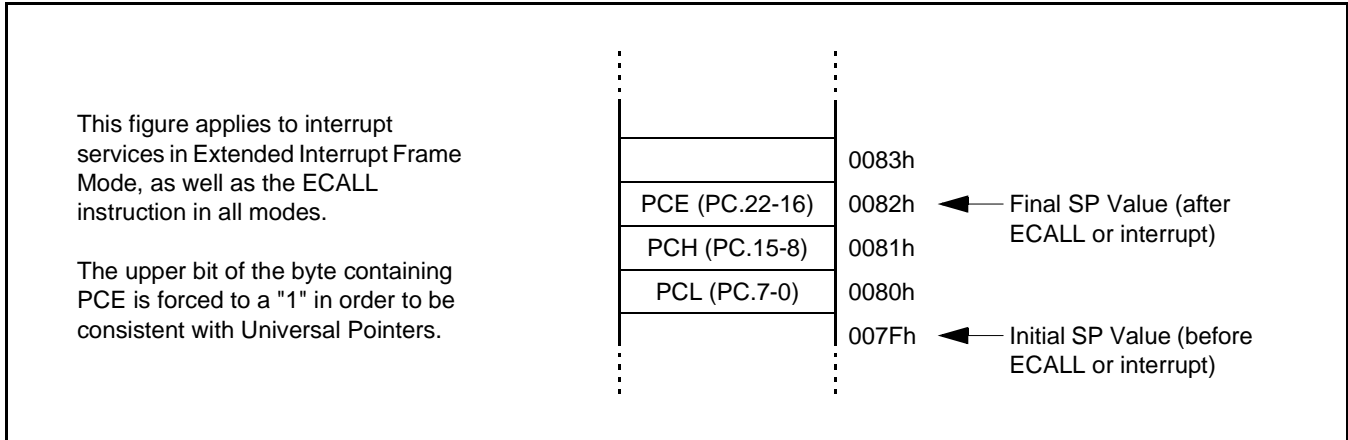 This figure applies to interrupt
services in Extended Interrupt Frame
Mode, as well as the ECALL
instruction in all modes.
The upper bit of the byte containing
PCE is forced to a "1" in order to be
consistent with Universal Pointers.
0083h
PCE (PC.22-16) 0082h Final SP Value (after
ECALL or interrupt)
PCH (PC.15-8) 0081h
PCL (PC.7-0) 0080h
007Fh Initial SP Value (before
ECALL or interrupt)